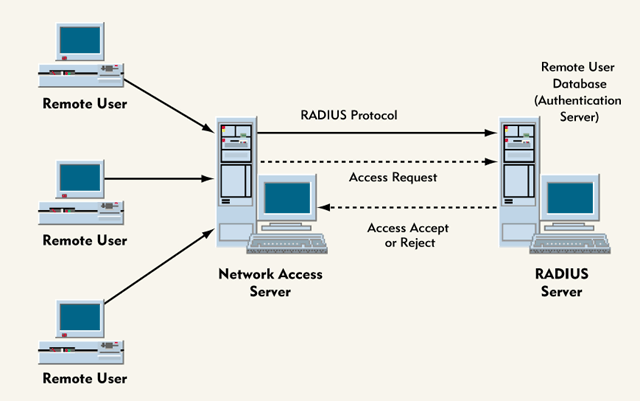 Remote User
Remote User
Remote User
RADIUS Protocol
Access Request
Access Accept
or Reject
Network Access
Server
Remote User
Database
(Authentication
Server)
RADIUS
Server